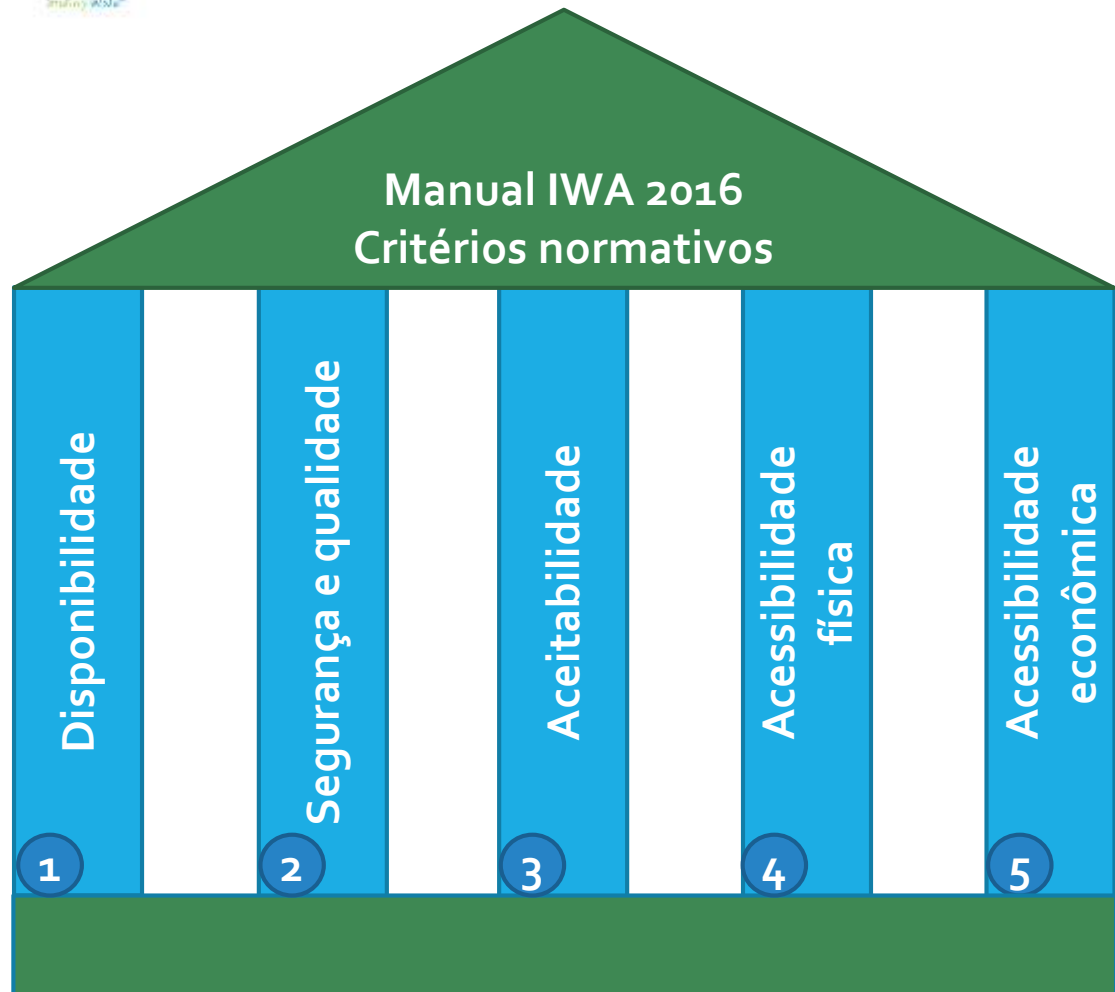 Manual IWA 2016
Critérios normativos
Disponibilidade
Segurança e qualidade
Aceitabilidade
Acessibilidade
física
Acessibilidade
econômica
1
2
3
4
5